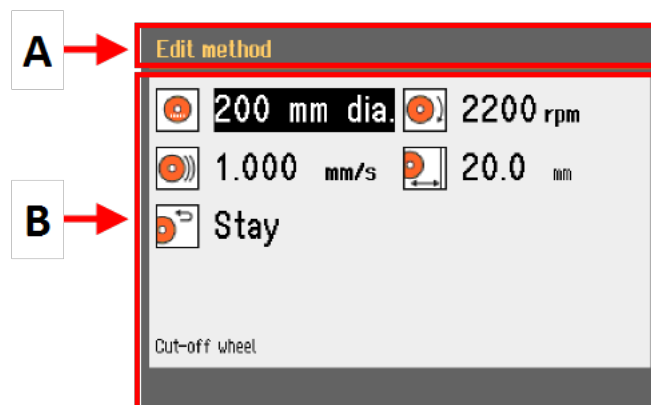 A
Edit method
B
200 mm dia. 2200 rpm
1.000 mm/s 20.0 mm
Stay
Cut-off wheel